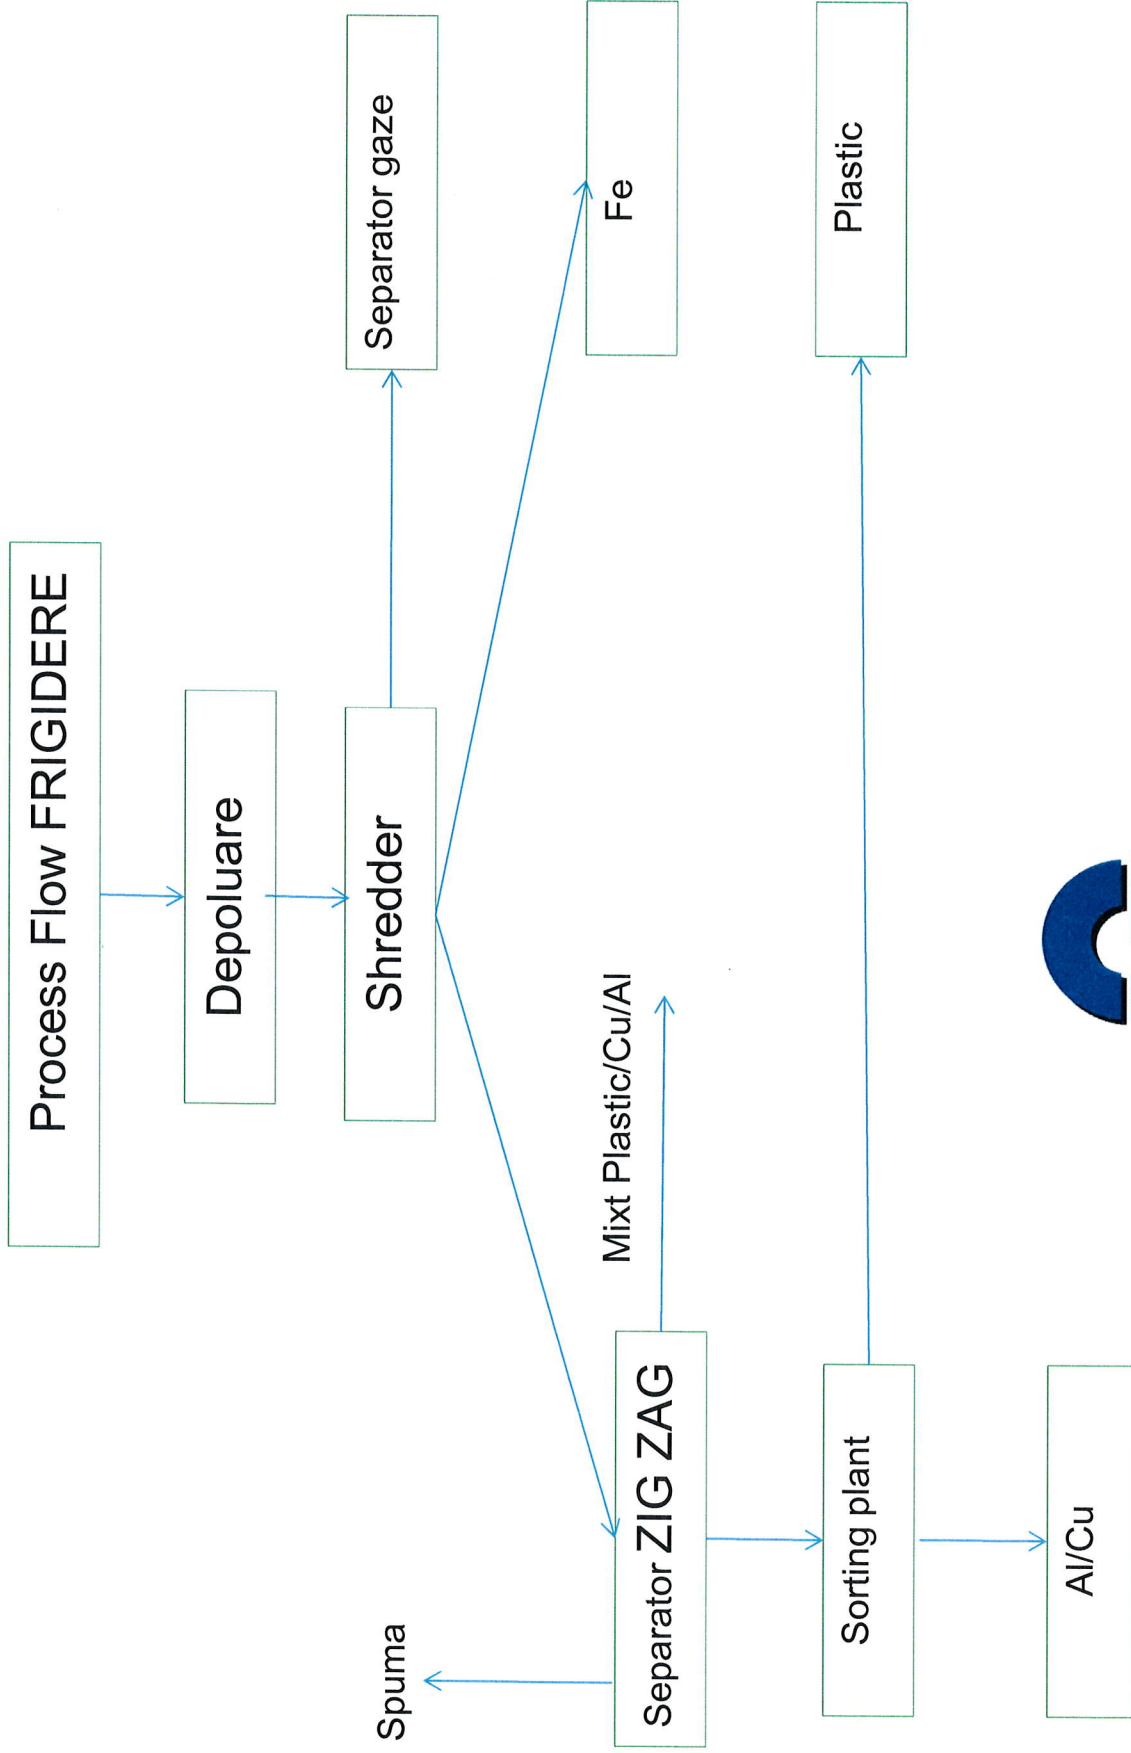 Process Flow FRIGIDERE
Depoluare
Shredder
Separator gaze
Spuma
Separator ZIG ZAG
Mixt Plastic/Cu/Al
Fe
Sorting plant
Plastic
Al/Cu